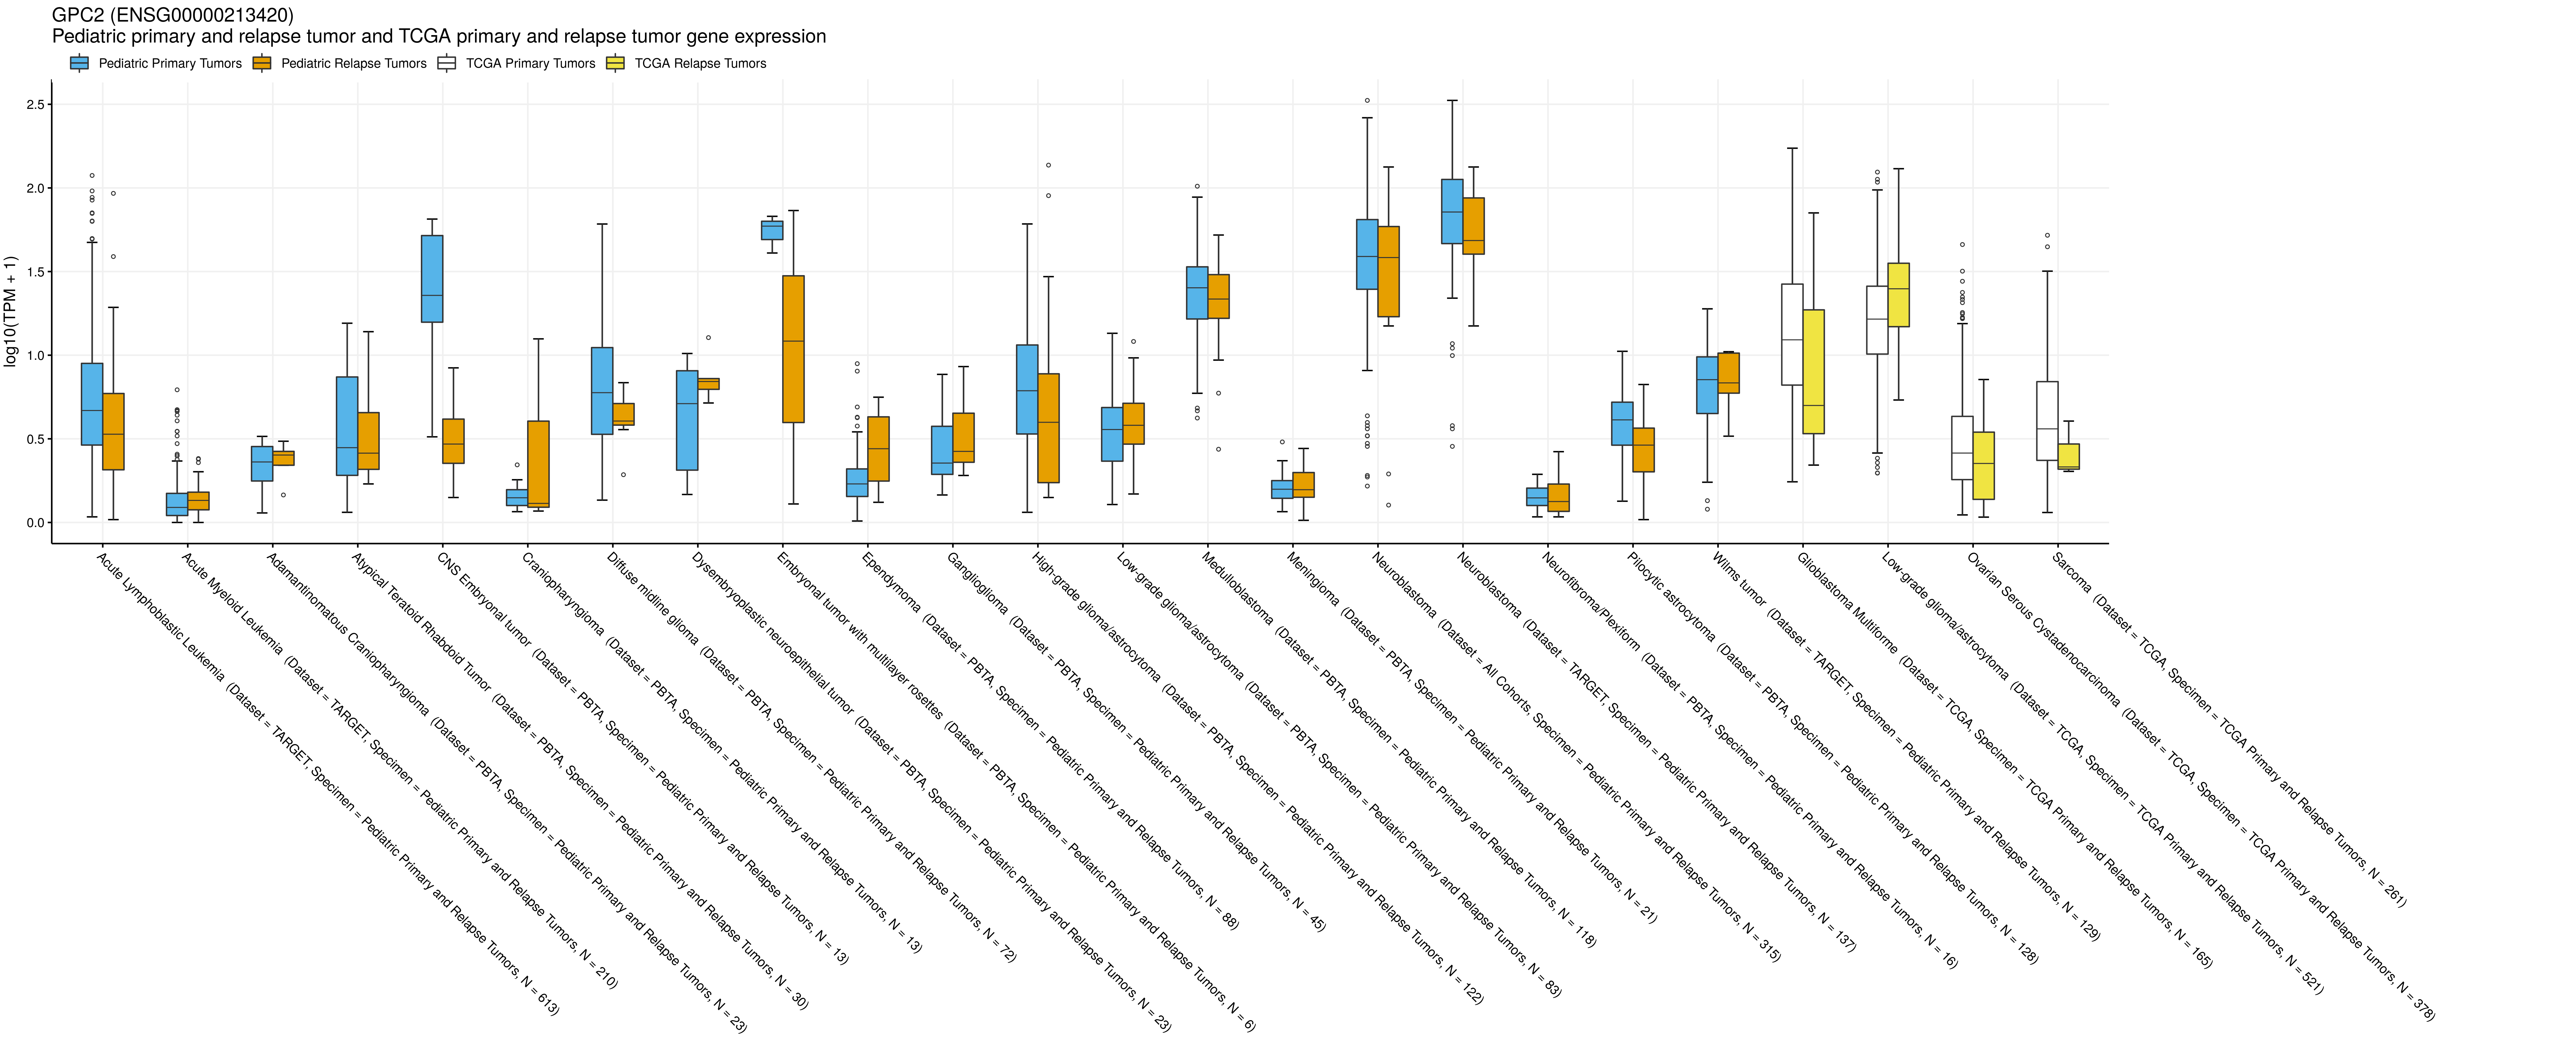 GPC2 (ENSG00000213420)
Pediatric primary and relapse tumor and TCGA primary and relapse tumor gene expression
Pediatric Primary Tumors
Pediatric Relapse Tumors
TCGA Primary Tumors
TCGA Relapse Tumors
log10(TPM + 1)
2.5
2.0
1.5
1.0
0.5
0.0
Acute Lymphoblastic Leukemia (Dataset = TARGET, Specimen = Pediatric Primary and Relapse Tumors, N = 613)
Acute Myeloid Leukemia (Dataset = TARGET, Specimen = Pediatric Primary and Relapse Tumors, N = 210)
Adamantinomatous Craniopharyngioma (Dataset = PBTA, Specimen = Pediatric Primary and Relapse Tumors, N = 23)
Atypical Teratoid Rhabdoid Tumor (Dataset = PBTA, Specimen = Pediatric Primary and Relapse Tumors, N = 30)
CNS Embryonal tumor (Dataset = PBTA, Specimen = Pediatric Primary and Relapse Tumors, N = 13)
Craniopharyngioma (Dataset = PBTA, Specimen = Pediatric Primary and Relapse Tumors, N = 13)
Diffuse midline glioma (Dataset = PBTA, Specimen = Pediatric Primary and Relapse Tumors, N = 72)
Dysembryoplastic neuroepithelial tumor (Dataset = PBTA, Specimen = Pediatric Primary and Relapse Tumors, N = 23)
Embryonal tumor with multilayer rosettes (Dataset = PBTA, Specimen = Pediatric Primary and Relapse Tumors, N = 6)
Ependymoma (Dataset = PBTA, Specimen = Pediatric Primary and Relapse Tumors, N = 88)
Ganglioglioma (Dataset = PBTA, Specimen = Pediatric Primary and Relapse Tumors, N = 45)
High-grade glioma/astrocytoma (Dataset = PBTA, Specimen = Pediatric Primary and Relapse Tumors, N = 122)
Low-grade glioma/astrocytoma (Dataset = PBTA, Specimen = Pediatric Primary and Relapse Tumors, N = 83)
Medulloblastoma (Dataset = PBTA, Specimen = Pediatric Primary and Relapse Tumors, N = 118)
Meningioma (Dataset = PBTA, Specimen = Pediatric Primary and Relapse Tumors, N = 21)
Neuroblastoma (Dataset = All Cohorts, Specimen = Pediatric Primary and Relapse Tumors, N = 315)
Neuroblastoma (Dataset = TARGET, Specimen = Pediatric Primary and Relapse Tumors, N = 137)
Neurofibroma/Plexiform (Dataset = PBTA, Specimen = Pediatric Primary and Relapse Tumors, N = 16)
Pilocytic astrocytoma (Dataset = PBTA, Specimen = Pediatric Primary and Relapse Tumors, N = 128)
Wilms tumor (Dataset = TARGET, Specimen = Pediatric Primary and Relapse Tumors, N = 129)
Glioblastoma Multiforme (Dataset = TCGA, Specimen = TCGA Primary and Relapse Tumors, N = 165)
Low-grade glioma/astrocytoma (Dataset = TCGA, Specimen = TCGA Primary and Relapse Tumors, N = 521)
Ovarian Serous Cystadenocarcinoma (Dataset = TCGA, Specimen = TCGA Primary and Relapse Tumors, N = 378)
Sarcoma (Dataset = TCGA, Specimen = TCGA Primary and Relapse Tumors, N = 261)